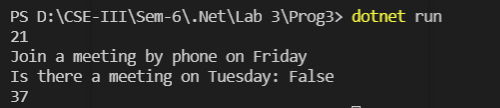 PS D:\CSE-III\Sem-6\.Net\Lab 3\Prog3> dotnet run
21
Join a meeting by phone on Friday
Is there a meeting on Tuesday: False
37